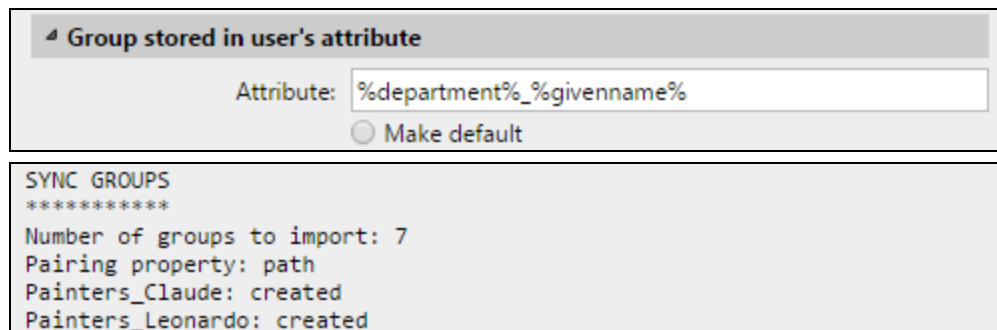 Group stored in user's attribute
Attribute: %department%_%givenname%
Make default
SYNC GROUPS
***********
Number of groups to import: 7
Pairing property: path
Painters_Claude: created
Painters_Leonardo: created